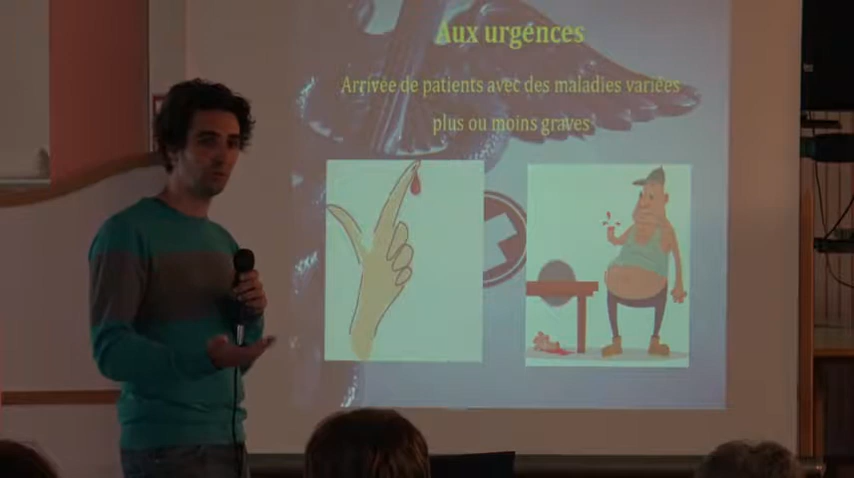 Aux urgences
Arrivée de patients avec des maladies variées
plus ou moins graves